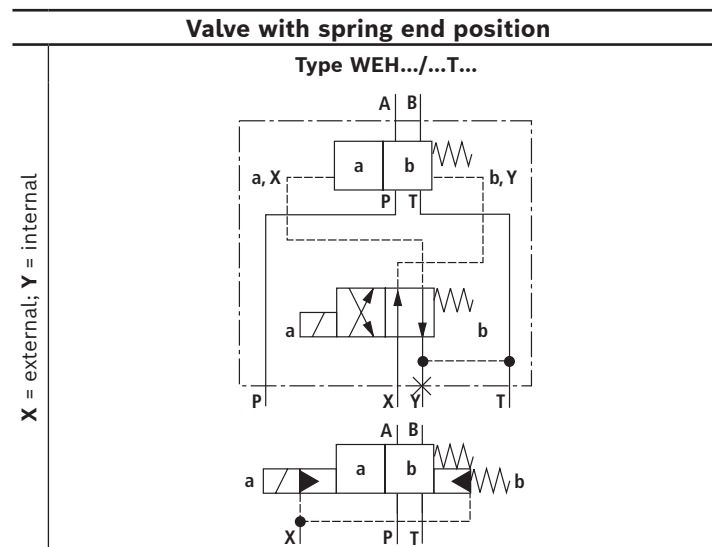 Valve with spring end position
Type WEH.../...T...
X = external; Y = internal
A B
a b
a, X b, Y
P T
a b
P X Y T
A B
a a b b
X P T